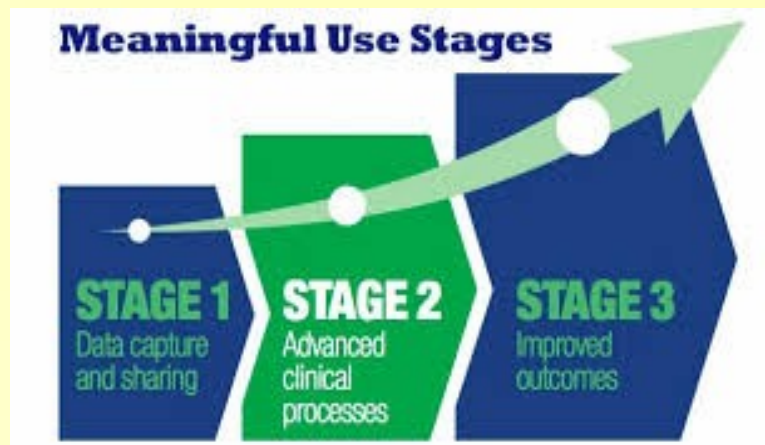 Meaningful Use Stages
STAGE 1
Data capture
and sharing
STAGE 2
Advanced
clinical
processes
STAGE 3
Improved
outcomes